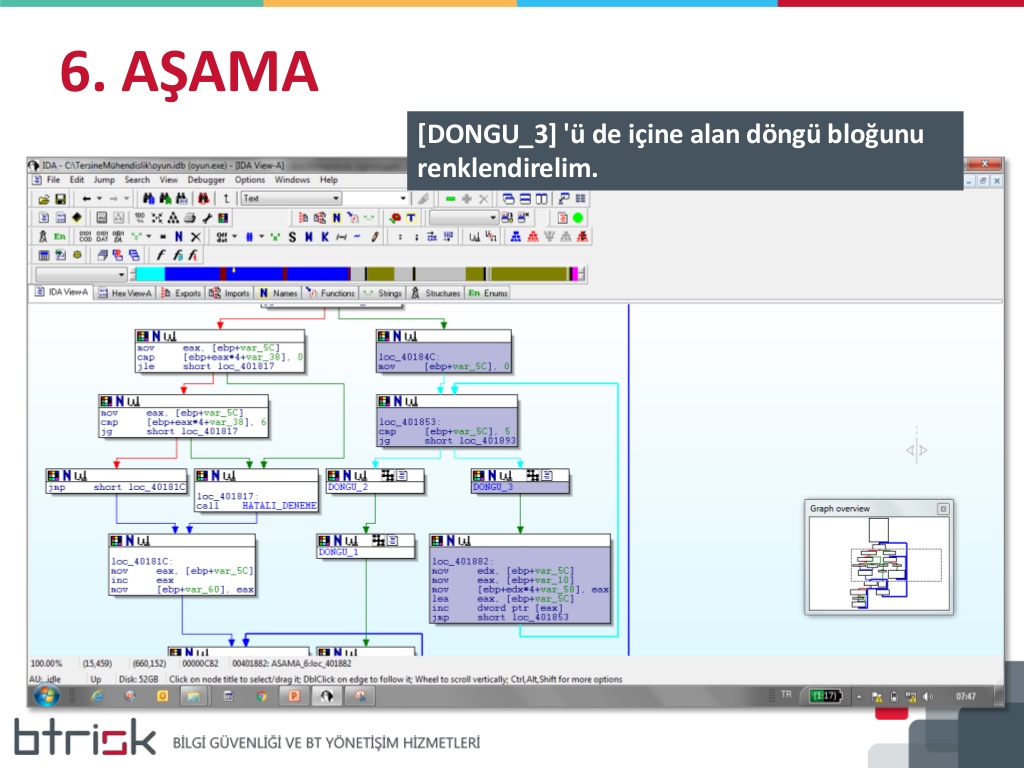 6. AŞAMA
[DONGU_3] 'ü de içine alan döngü bloğunu
renklendirelim.
IDA - C:\TersineMühendislik\oyun.idb (oyun.exe) - [IDA View-A]
File Edit Jump Search View Debugger Options Windows Help
Text
IDA View-A Hex View-A Exports Imports N Names Functions Strings Structures En Enums
mov eax, [ebp+var_5C]
cmp [ebp+eax*4+var_38], 0
jle short loc_401817
loc_40184C:
mov [ebp+var_5C], 0
mov eax, [ebp+var_5C]
cmp [ebp+eax*4+var_38], 6
jg short loc_401817
loc_401853:
cmp [ebp+var_5C], 5
jg short loc_401893
jmp short loc_40181C
loc_401817:
call HATALI_DENEME
DONGU_2
DONGU_3
loc_40181C:
mov eax, [ebp+var_5C]
inc eax
mov [ebp+var_60], eax
DONGU_1
loc_401882:
mov edx, [ebp+var_5C]
mov eax, [ebp+var_10]
mov [ebp+edx*4+var_58], eax
lea eax, [ebp+var_5C]
inc dword ptr [eax]
jmp short loc_401853
Graph overview
100.00% (15,459) (660,152) 00000C82 00401882: ASAMA_6:loc_401882
AU: idle Up Disk: 52GB Click on node title to select/drag it; DblClick on edge to follow it; Wheel to scroll vertically; Ctrl,Alt,Shift for more options
TR (1:17) 07:47
btrisk BİLGİ GÜVENLİĞİ VE BT YÖNETİŞİM HİZMETLERİ